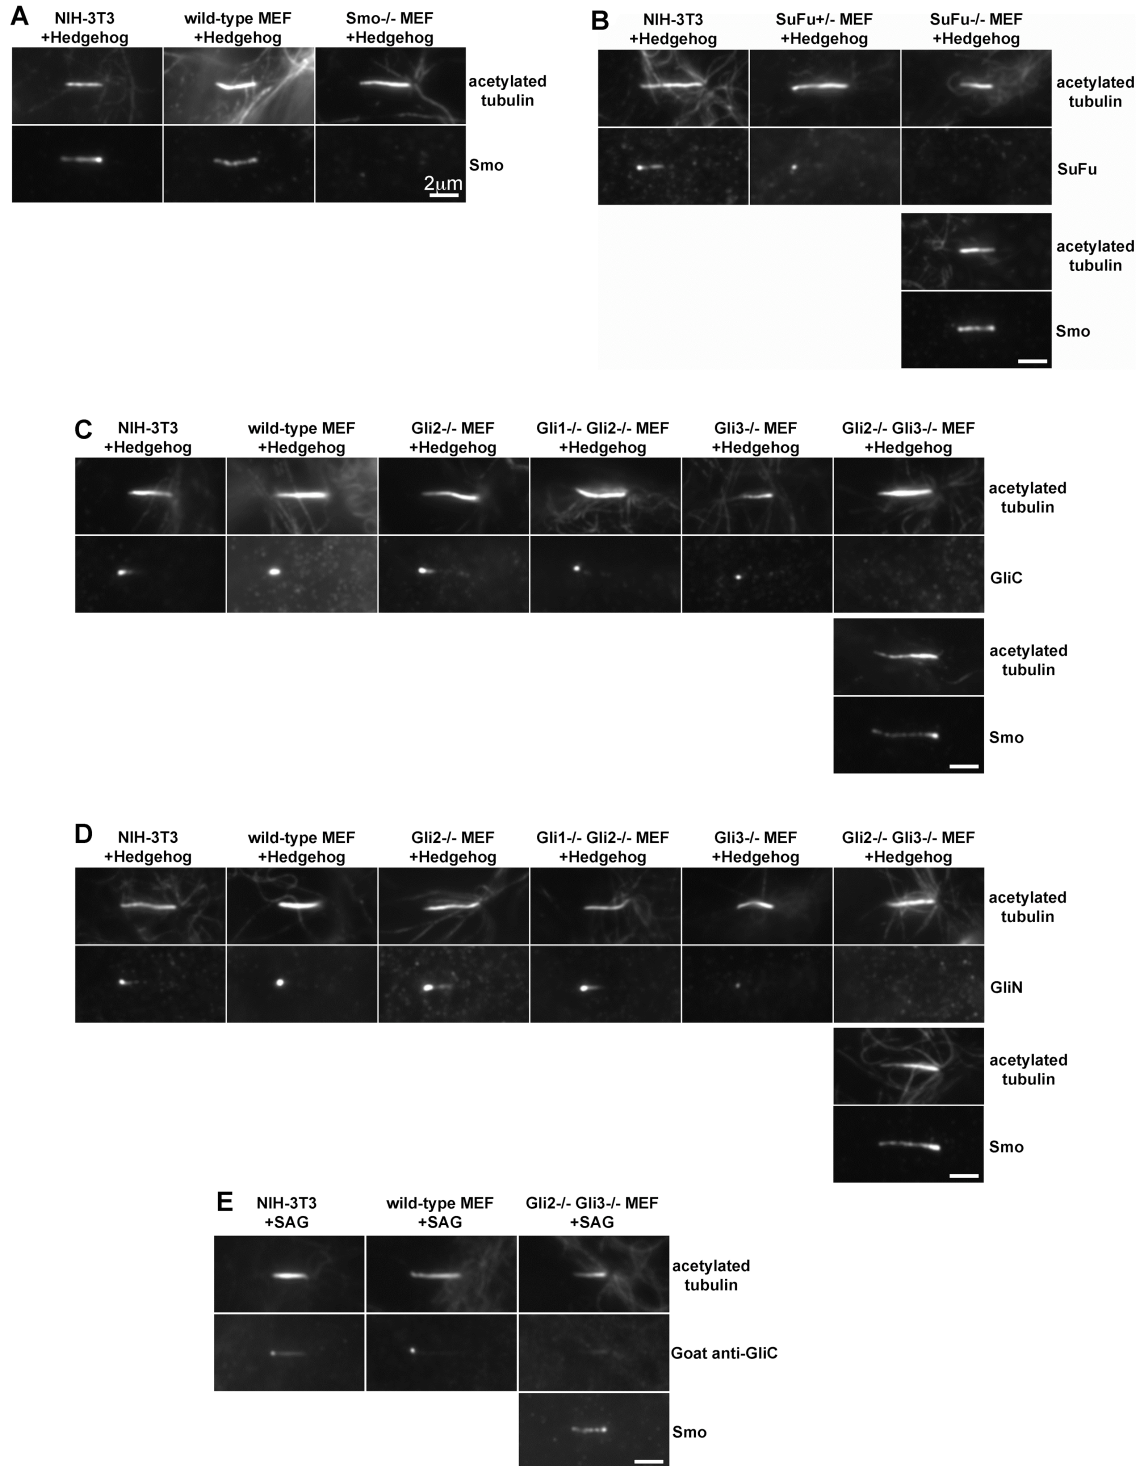 A
NIH-3T3
+Hedgehog
wild-type MEF
+Hedgehog
Smo-/- MEF
+Hedgehog
acetylated
tubulin
Smo
2μm
B
NIH-3T3
+Hedgehog
SuFu+/- MEF
+Hedgehog
SuFu-/- MEF
+Hedgehog
acetylated
tubulin
SuFu
acetylated
tubulin
Smo
C
NIH-3T3
+Hedgehog
wild-type MEF
+Hedgehog
Gli2-/- MEF
+Hedgehog
Gli1-/- Gli2-/- MEF
+Hedgehog
Gli3-/- MEF
+Hedgehog
Gli2-/- Gli3-/- MEF
+Hedgehog
acetylated
tubulin
GliC
acetylated
tubulin
Smo
D
NIH-3T3
+Hedgehog
wild-type MEF
+Hedgehog
Gli2-/- MEF
+Hedgehog
Gli1-/- Gli2-/- MEF
+Hedgehog
Gli3-/- MEF
+Hedgehog
Gli2-/- Gli3-/- MEF
+Hedgehog
acetylated
tubulin
GliN
acetylated
tubulin
Smo
E
NIH-3T3
+SAG
wild-type MEF
+SAG
Gli2-/- Gli3-/- MEF
+SAG
acetylated
tubulin
Goat anti-GliC
Smo